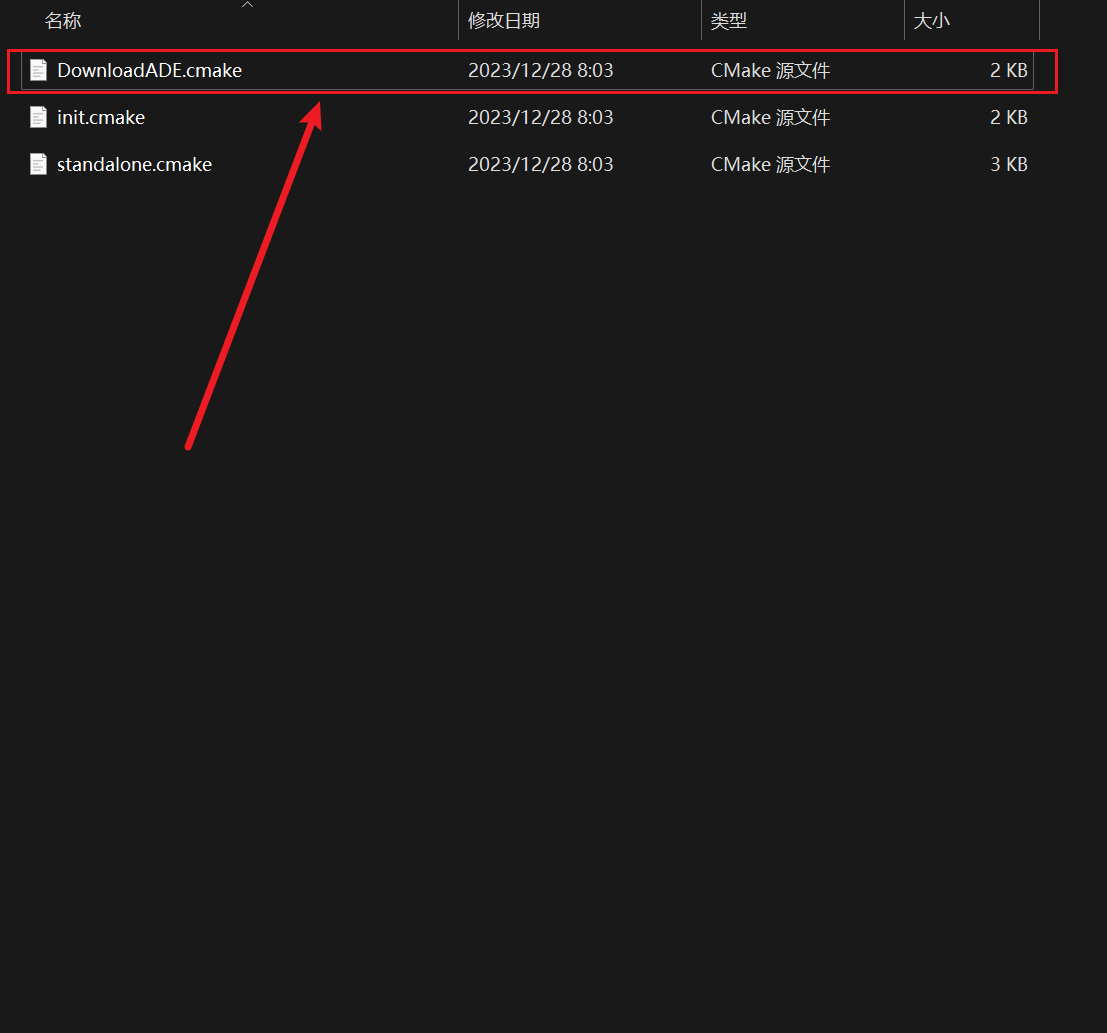 名称 修改日期 类型 大小
DownloadADE.cmake 2023/12/28 8:03 CMake 源文件 2 KB
init.cmake 2023/12/28 8:03 CMake 源文件 2 KB
standalone.cmake 2023/12/28 8:03 CMake 源文件 3 KB